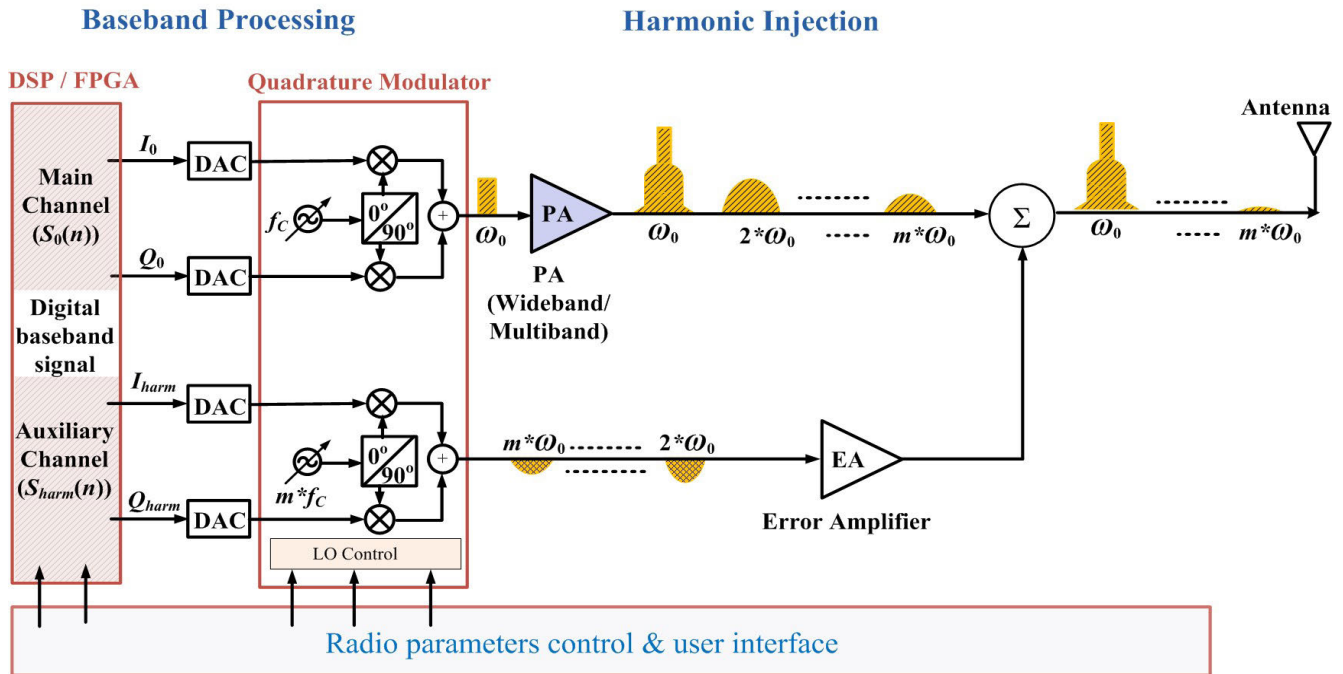 Baseband Processing
Harmonic Injection
DSP / FPGA
Quadrature Modulator
Antenna
I0
DAC
Main
Channel
(S0(n))
fC
0o
90o
+
ω0
PA
ω0
2*ω0
m*ω0
Σ
ω0
m*ω0
Q0
DAC
PA
(Wideband/
Multiband)
Digital
baseband
signal
Iharm
DAC
Auxiliary
Channel
(Sharm(n))
m*fC
0o
90o
+
m*ω0
2*ω0
EA
Error Amplifier
Qharm
DAC
LO Control
Radio parameters control & user interface